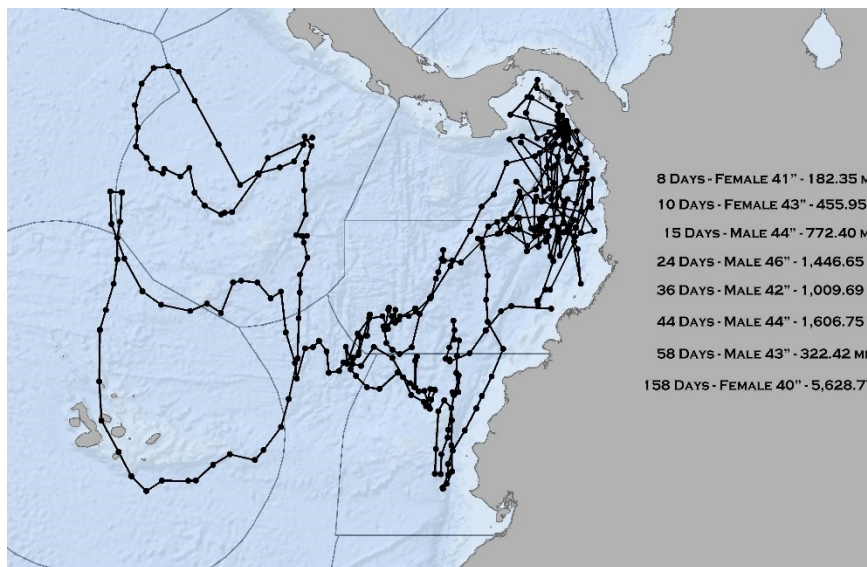 8 DAYS - FEMALE 41" - 182.35 M
10 DAYS - FEMALE 43" - 455.95
15 DAYS - MALE 44" - 772.40 M
24 DAYS - MALE 46" - 1,446.65
36 DAYS - MALE 42" - 1,009.69
44 DAYS - MALE 44" - 1,606.75
58 DAYS - MALE 43" - 322.42 MI
158 DAYS - FEMALE 40" - 5,628.77